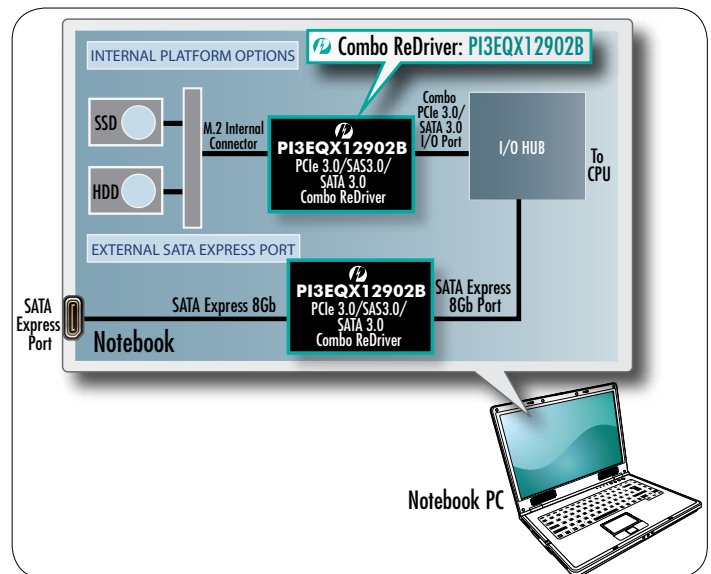 INTERNAL PLATFORM OPTIONS
Combo ReDriver: PI3EQX12902B
SSD
HDD
M.2 Internal
Connector
PI3EQX12902B
PCIe 3.0/SAS3.0/
SATA 3.0
Combo ReDriver
Combo
PCIe 3.0/
SATA 3.0
I/O Port
I/O HUB
To
CPU
EXTERNAL SATA EXPRESS PORT
SATA
Express
Port
SATA Express 8Gb
PI3EQX12902B
PCIe 3.0/SAS3.0/
SATA 3.0
Combo ReDriver
SATA Express
8Gb Port
Notebook
Notebook PC